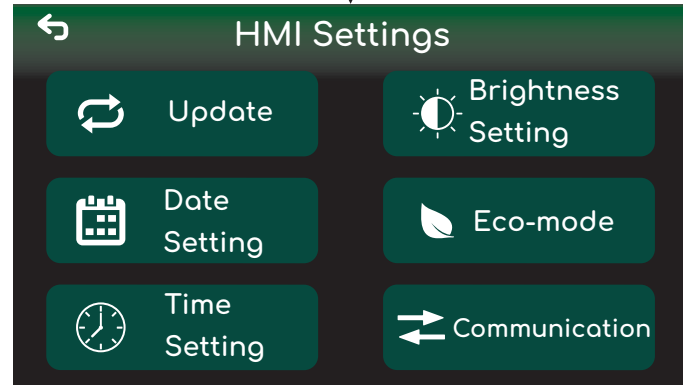 HMI Settings
Update
Brightness
Setting
Date
Setting
Eco-mode
Time
Setting
Communication